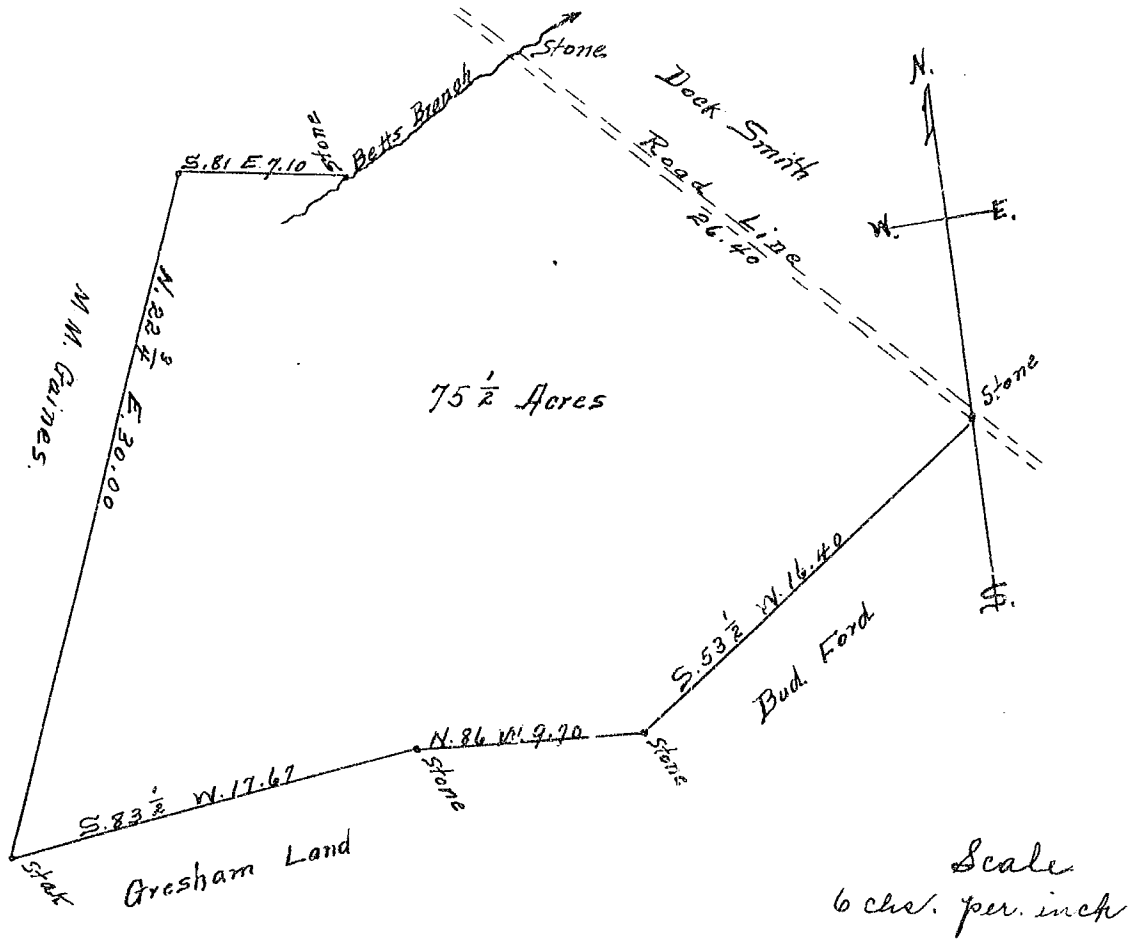 N.
W.
E.
S.
Stone
Dock Smith
Betts Branch
Stone
S. 81 E. 7.10
Road Line
26.40
M M. Gaines.
N. 22 3/4 E. 30.00
75 1/2 Acres
Stone
S. 53 1/2 W. 16.40
Bud. Ford
N. 86 W. 9.70
Stone
Stone
S. 83 1/2 W. 17.67
Stak
Gresham Land
Scale
6 chs. per. inch